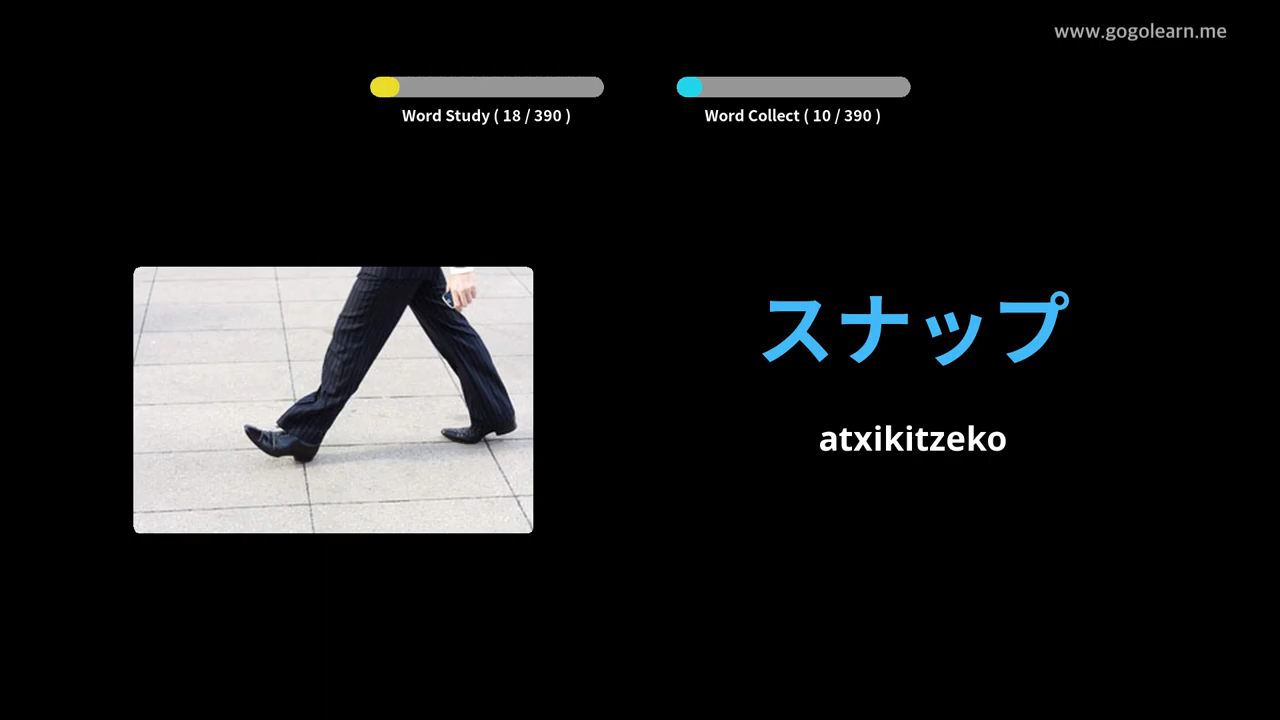 www.gogolearn.me
Word Study ( 18 / 390 )
Word Collect ( 10 / 390 )
スナップ
atxikitzeko